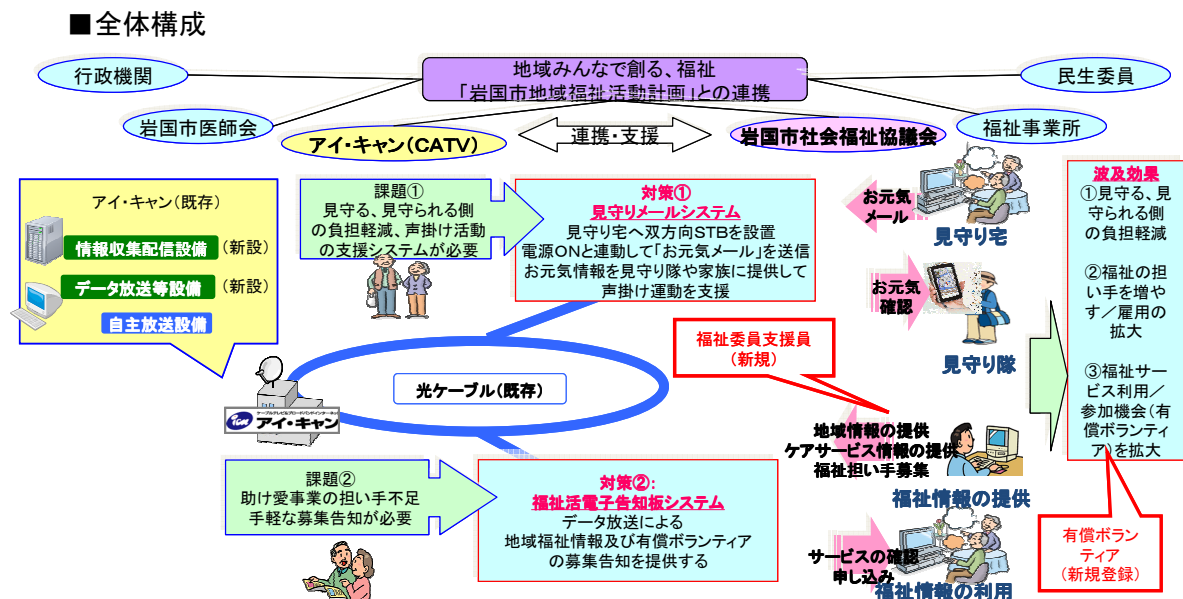 ■全体構成
行政機関
地域みんなで創る、福祉
「岩国市地域福祉活動計画」との連携
民生委員
岩国市医師会
アイ・キャン(CATV)
連携・支援
岩国市社会福祉協議会
福祉事業所
アイ・キャン(既存)
情報収集配信設備
(新設)
データ放送等設備
(新設)
自主放送設備
課題①
見守る、見守られる側
の負担軽減、声掛け活動
の支援システムが必要
対策①
見守りメールシステム
見守り宅へ双方向STBを設置
電源ONと連動して「お元気メール」を送信
お元気情報を見守り隊や家族に提供して
声掛け運動を支援
お元気
メール
見守り宅
お元気
確認
見守り隊
波及効果
①見守る、見
守られる側
の負担軽減
②福祉の担
い手を増や
す/雇用の
拡大
③福祉サー
ビス利用/
参加機会(有
償ボランティ
ア)を拡大
福祉委員支援員
(新規)
光ケーブル(既存)
ケーブルテレビ&ブロードバンドインターネット
アイ・キャン
地域情報の提供
ケアサービス情報の提供
福祉担い手募集
福祉情報の提供
課題②
助け愛事業の担い手不足
手軽な募集告知が必要
対策②:
福祉活電子告知板システム
データ放送による
地域福祉情報及び有償ボランティア
の募集告知を提供する
サービスの確認
申し込み
福祉情報の利用
有償ボラン
ティア
(新規登録)